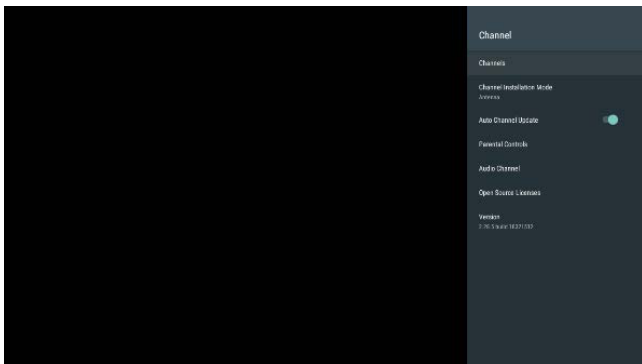 Channel
Channels
Channel Installation Mode
Antenna
Auto Channel Update
Parental Controls
Audio Channel
Open Source Licenses
Version